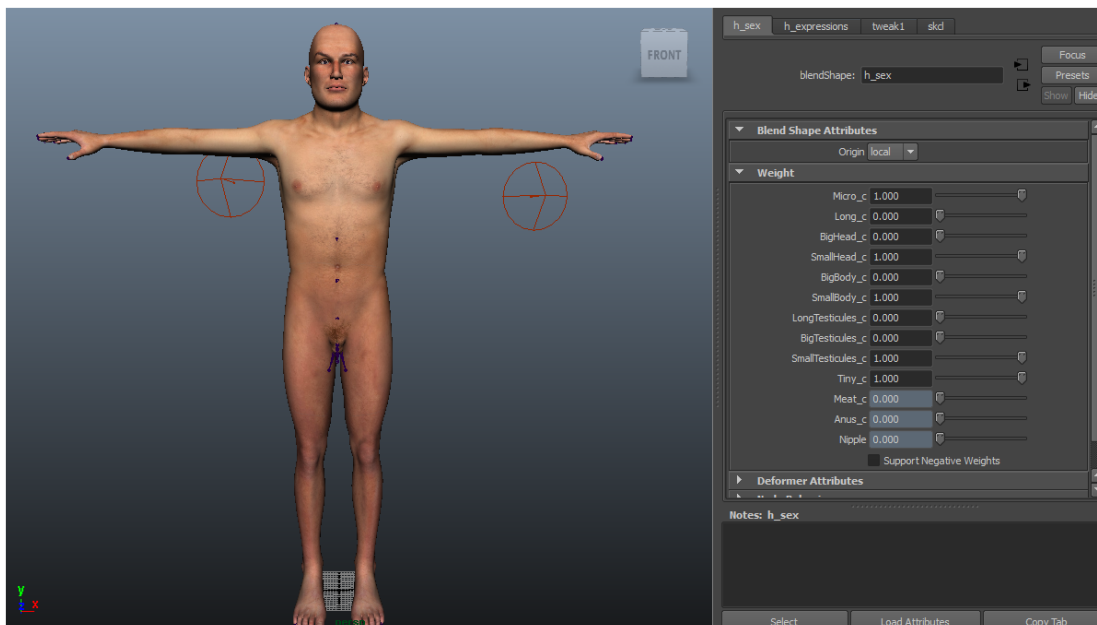 h_sex h_expressions tweak1 skcl
FRONT
Focus
blendShape: h_sex
Presets
Show Hide
Blend Shape Attributes
Origin local
Weight
Micro_c 1.000
Long_c 0.000
BigHead_c 0.000
SmallHead_c 1.000
BigBody_c 0.000
SmallBody_c 1.000
LongTesticules_c 0.000
BigTesticules_c 0.000
SmallTesticules_c 1.000
Tiny_c 1.000
Meat_c 0.000
Anus_c 0.000
Nipple 0.000
Support Negative Weights
Deformer Attributes
Notes: h_sex
y
x
persp
Select Load Attributes Copy Tab